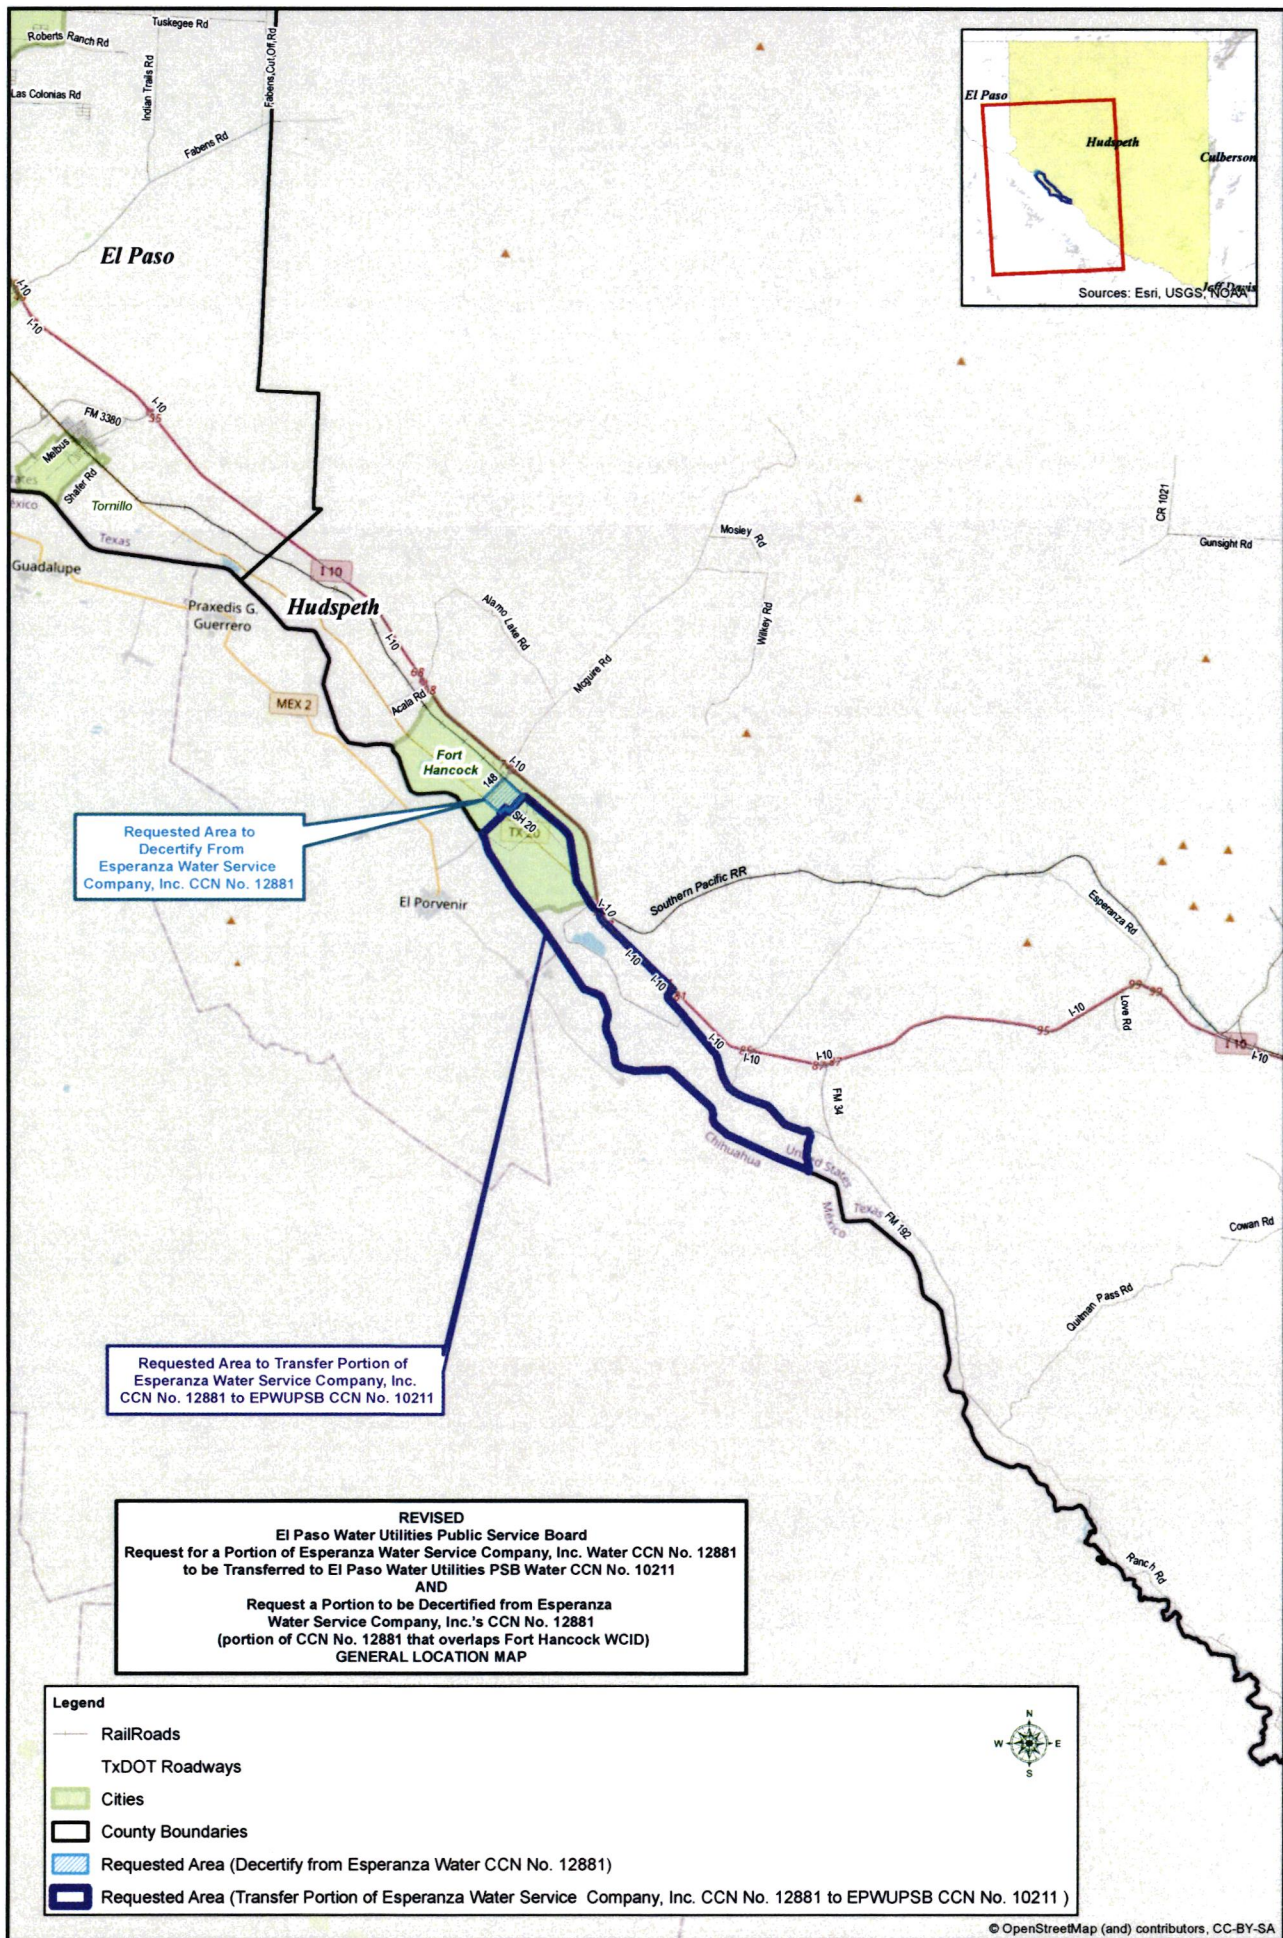 Tuskegee Rd
Roberts Ranch Rd
Indian Trails Rd
Fabens Cut Off Rd
Las Colonias Rd
Fabens Rd
El Paso
I-10
I-10
I-10
35
FM 3380
Melbus
Shafer Rd
Tornillo
Texas
Guadalupe
Praxedis G.
Guerrero
I 10
Hudspeth
MEX 2
I-10
68
Acala Rd
Alamo Lake Rd
Mcguire Rd
Mosley Rd
Wilkey Rd
CR 1021
Gunsight Rd
Fort
Hancock
148
I-10
SH 20
TX 20
El Porvenir
Southern Pacific RR
Esperanza Rd
Love Rd
I-10
I-10
I-10
I-10
I-10
I-10
87
95
I-10
99
99
I 10
I-10
I-10
FM 34
Chihuahua
United States
México
Texas
FM 192
Cowan Rd
Quitman Pass Rd
Ranch Rd
El Paso
Hudspeth
Culberson
Jeff Davis
Sources: Esri, USGS, NOAA
Requested Area to
Decertify From
Esperanza Water Service
Company, Inc. CCN No. 12881
Requested Area to Transfer Portion of
Esperanza Water Service Company, Inc.
CCN No. 12881 to EPWUPSB CCN No. 10211
REVISED
El Paso Water Utilities Public Service Board
Request for a Portion of Esperanza Water Service Company, Inc. Water CCN No. 12881
to be Transferred to El Paso Water Utilities PSB Water CCN No. 10211
AND
Request a Portion to be Decertified from Esperanza
Water Service Company, Inc.'s CCN No. 12881
(portion of CCN No. 12881 that overlaps Fort Hancock WCID)
GENERAL LOCATION MAP
Legend
RailRoads
TxDOT Roadways
Cities
County Boundaries
Requested Area (Decertify from Esperanza Water CCN No. 12881)
Requested Area (Transfer Portion of Esperanza Water Service Company, Inc. CCN No. 12881 to EPWUPSB CCN No. 10211 )
N
W E
S
© OpenStreetMap (and) contributors, CC-BY-SA